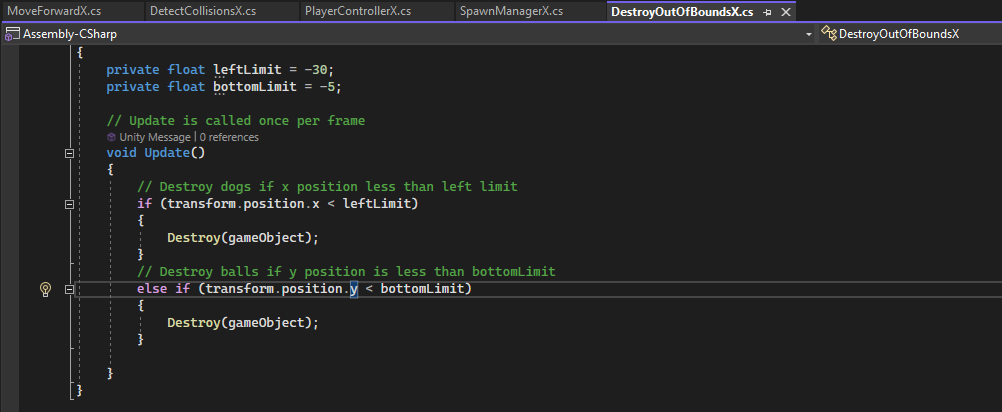 MoveForwardX.cs DetectCollisionsX.cs PlayerControllerX.cs SpawnManagerX.cs DestroyOutOfBoundsX.cs
Assembly-CSharp DestroyOutOfBoundsX
{
private float leftLimit = -30;
private float bottomLimit = -5;
// Update is called once per frame
Unity Message | 0 references
void Update()
{
// Destroy dogs if x position less than left limit
if (transform.position.x < leftLimit)
{
Destroy(gameObject);
}
// Destroy balls if y position is less than bottomLimit
else if (transform.position.y < bottomLimit)
{
Destroy(gameObject);
}
}
}